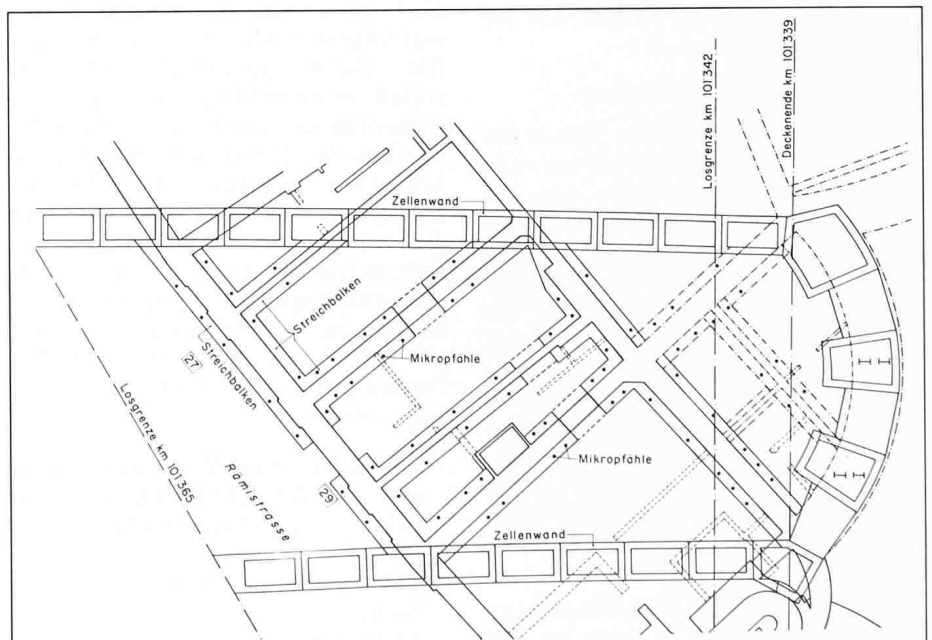 Losgrenze km 101'342
Deckenende km 101'339
Zellenwand
Streichbalken
Mikropfähle
Streichbalken
27
Losgrenze km 101'365
Rämistrasse
29
Mikropfähle
Zellenwand